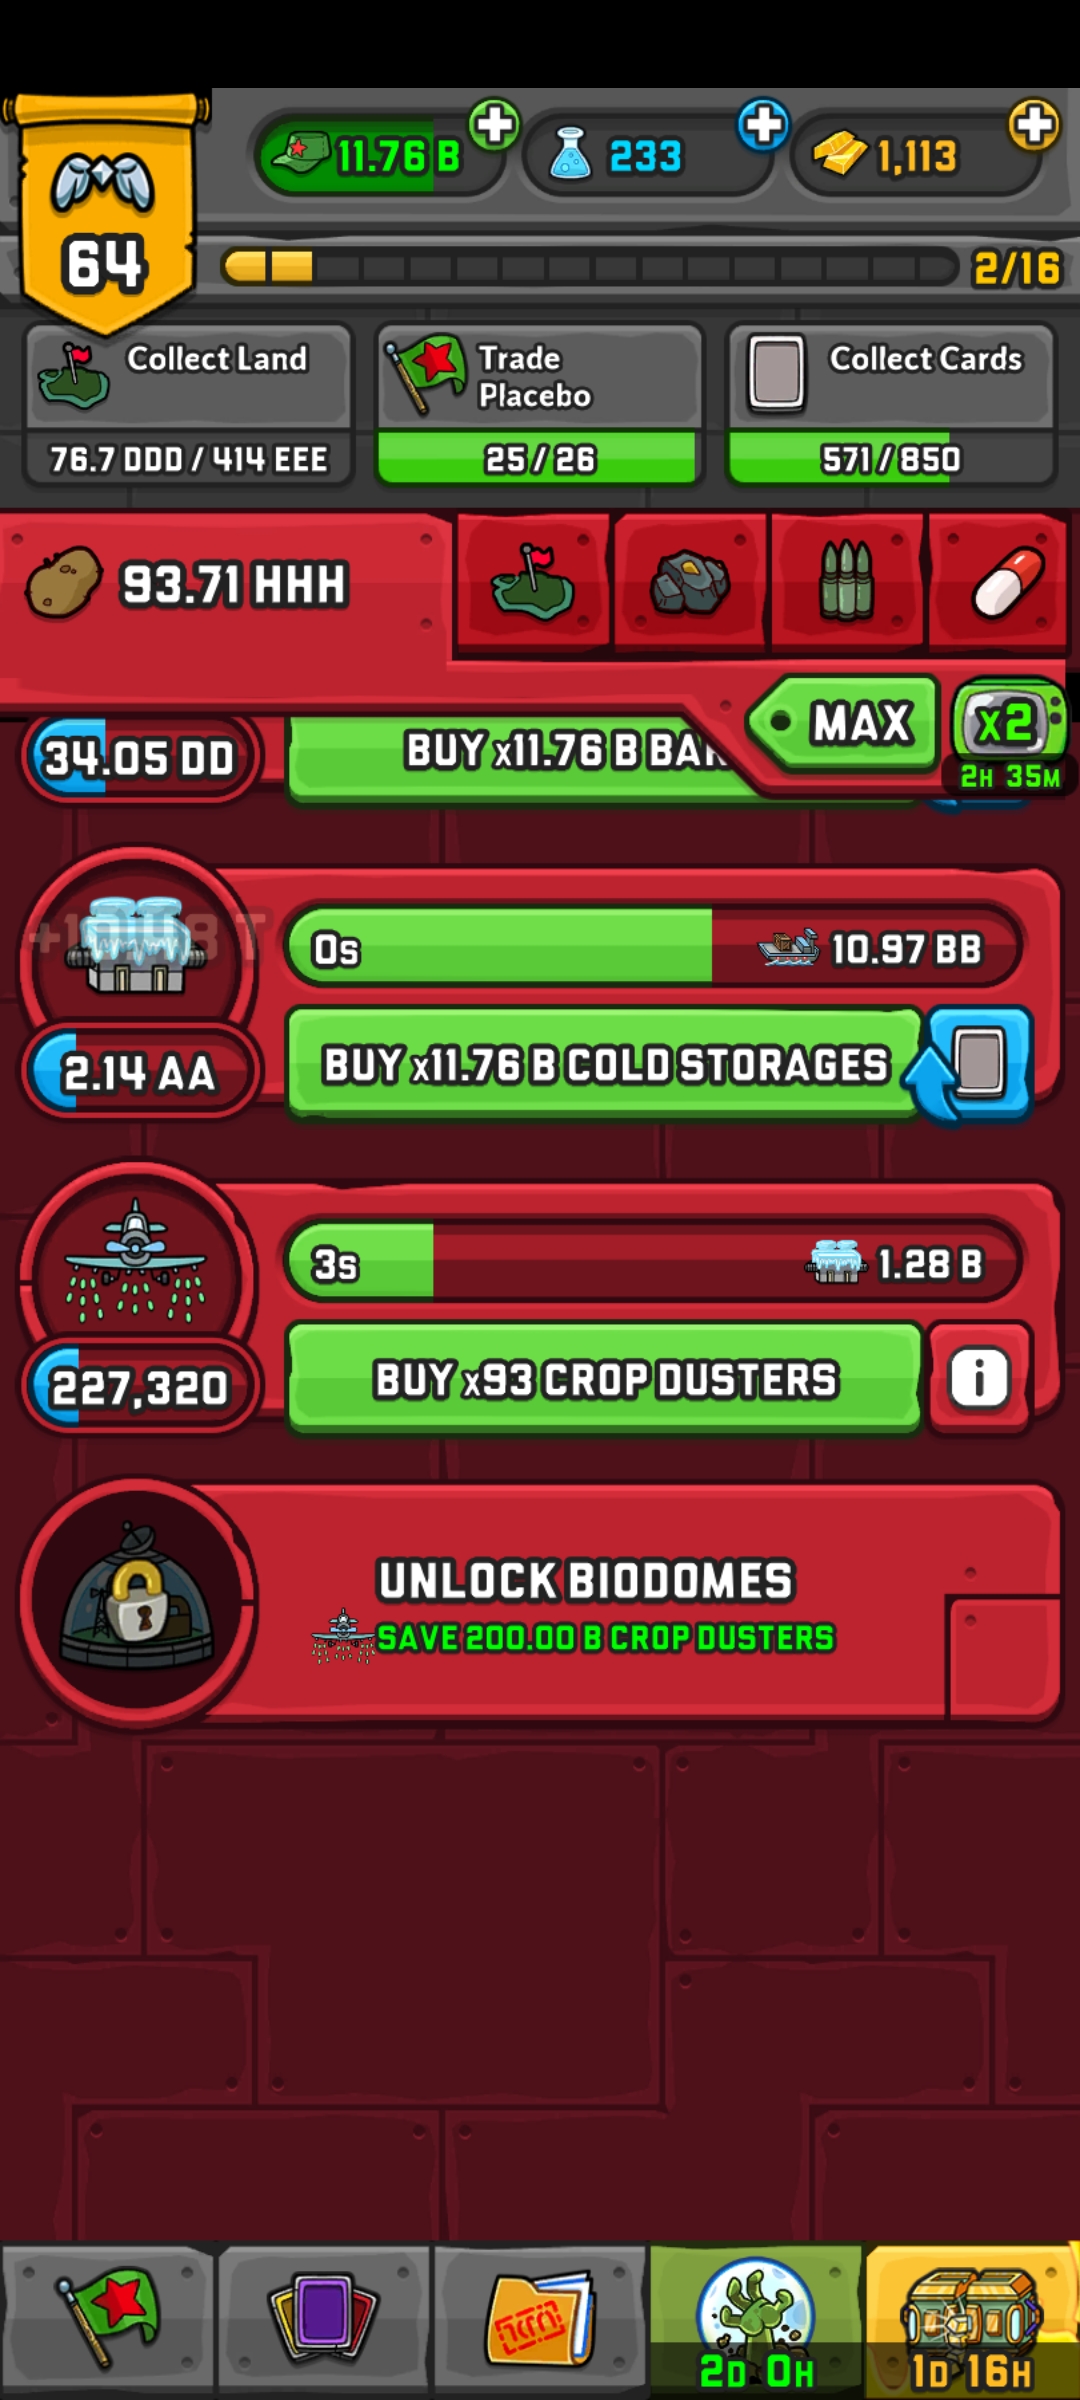 11.76 B
233
1,113
64
2/16
Collect Land
76.7 DDD / 414 EEE
Trade
Placebo
25 / 26
Collect Cards
571 / 850
93.71 HHH
MAX
x2
2H 35M
34.05 DD
BUY x11.76 B
0s
10.97 BB
2.14 AA
BUY x11.76 B COLD STORAGES
3s
1.28 B
227,320
BUY x93 CROP DUSTERS
i
UNLOCK BIODOMES
SAVE 200.00 B CROP DUSTERS
2D 0H
1D 16H